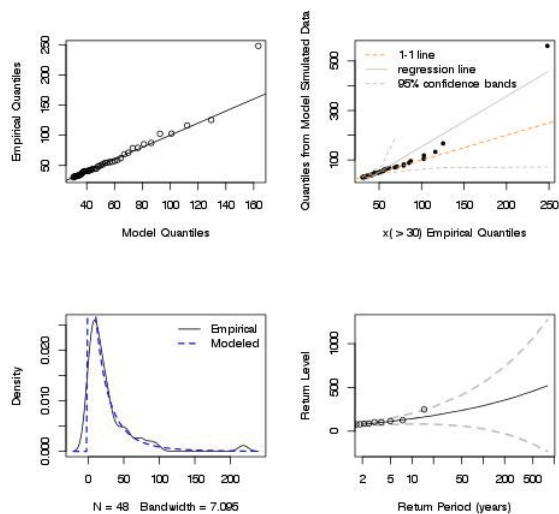 Empirical Quantiles
50 100 150 200 250
40 60 80 100 120 140 160
Model Quantiles
Quantiles from Model Simulated Data
100 300 500
1-1 line
regression line
95% confidence bands
50 100 150 200 250
x( > 30) Empirical Quantiles
Density
0.000 0.010 0.020
Empirical
Modeled
0 50 100 150 200
N = 48 Bandwidth = 7.095
Return Level
0 500 1000
2 5 10 50 200 500
Return Period (years)